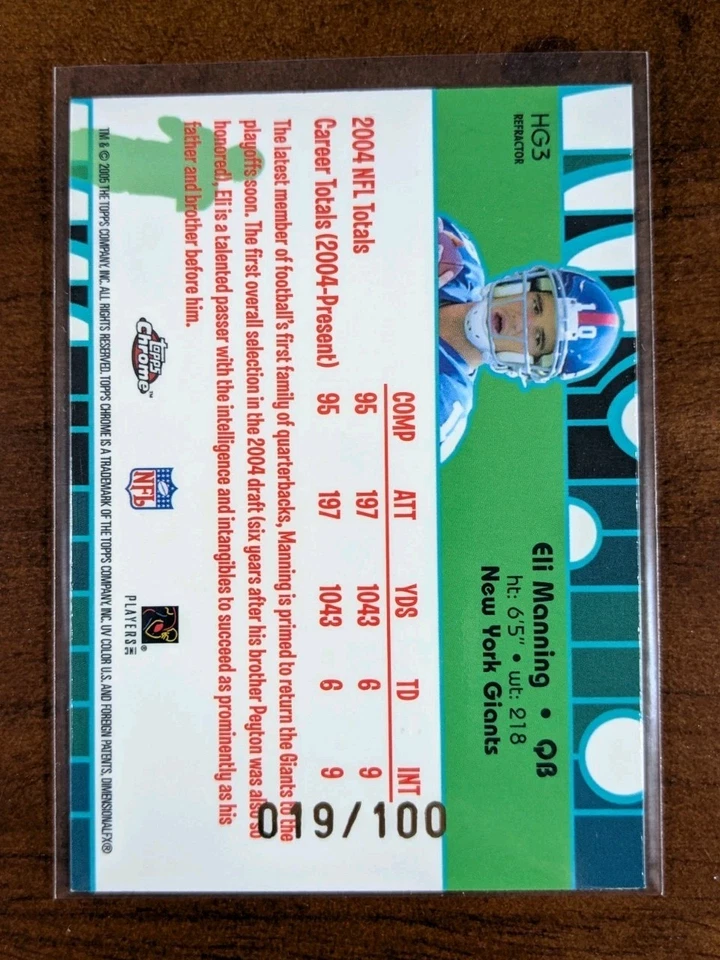 HG3
REFRACTOR
10
Eli Manning • QB
ht: 6'5" • wt: 218
New York Giants
COMP ATT YDS TD INT
2004 NFL Totals 95 197 1043 6 9
Career Totals (2004-Present) 95 197 1043 6 9
The latest member of football's first family of quarterbacks, Manning is primed to return the Giants to the
playoffs soon. The first overall selection in the 2004 draft (six years after his brother Peyton was also so
honored), Eli is a talented passer with the intelligence and intangibles to succeed as prominently as his
father and brother before him.
019/100
Topps
Chrome™
NFL
PLAYERS INC
®
TM & © 2005 THE TOPPS COMPANY, INC. ALL RIGHTS RESERVED. TOPPS CHROME IS A TRADEMARK OF THE TOPPS COMPANY, INC. UV COLOR U.S. AND FOREIGN PATENTS, DIMENSIONALFX®